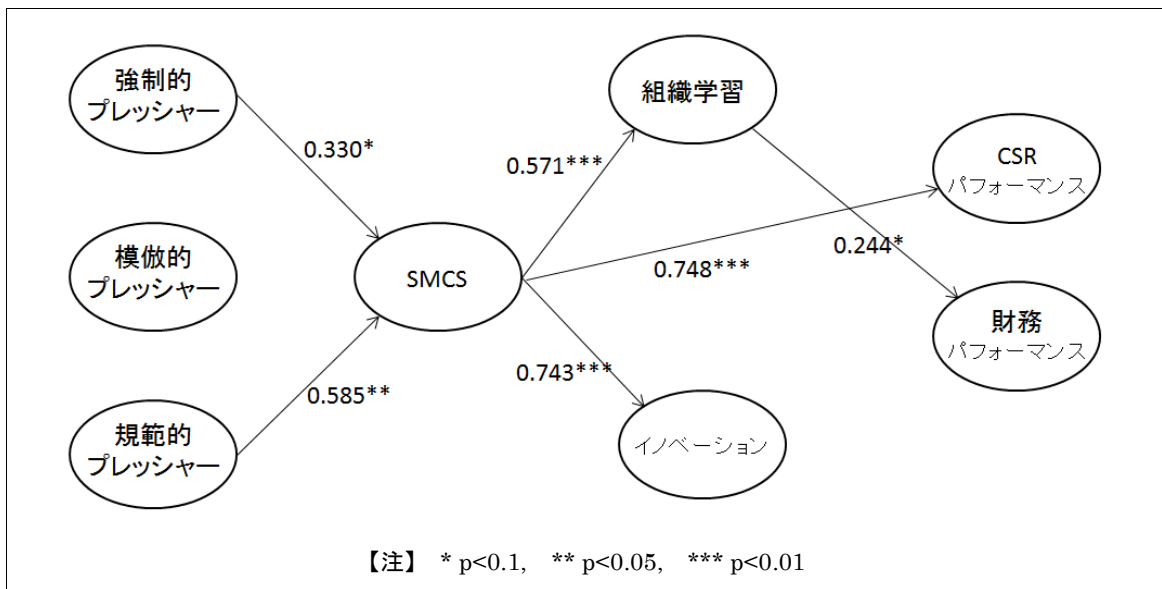 強制的
プレッシャー
0.330*
模倣的
プレッシャー
規範的
プレッシャー
0.585**
SMCS
組織学習
0.571***
0.748***
0.743***
イノベーション
CSR
パフォーマンス
0.244*
財務
パフォーマンス
【注】 * p<0.1, ** p<0.05, *** p<0.01